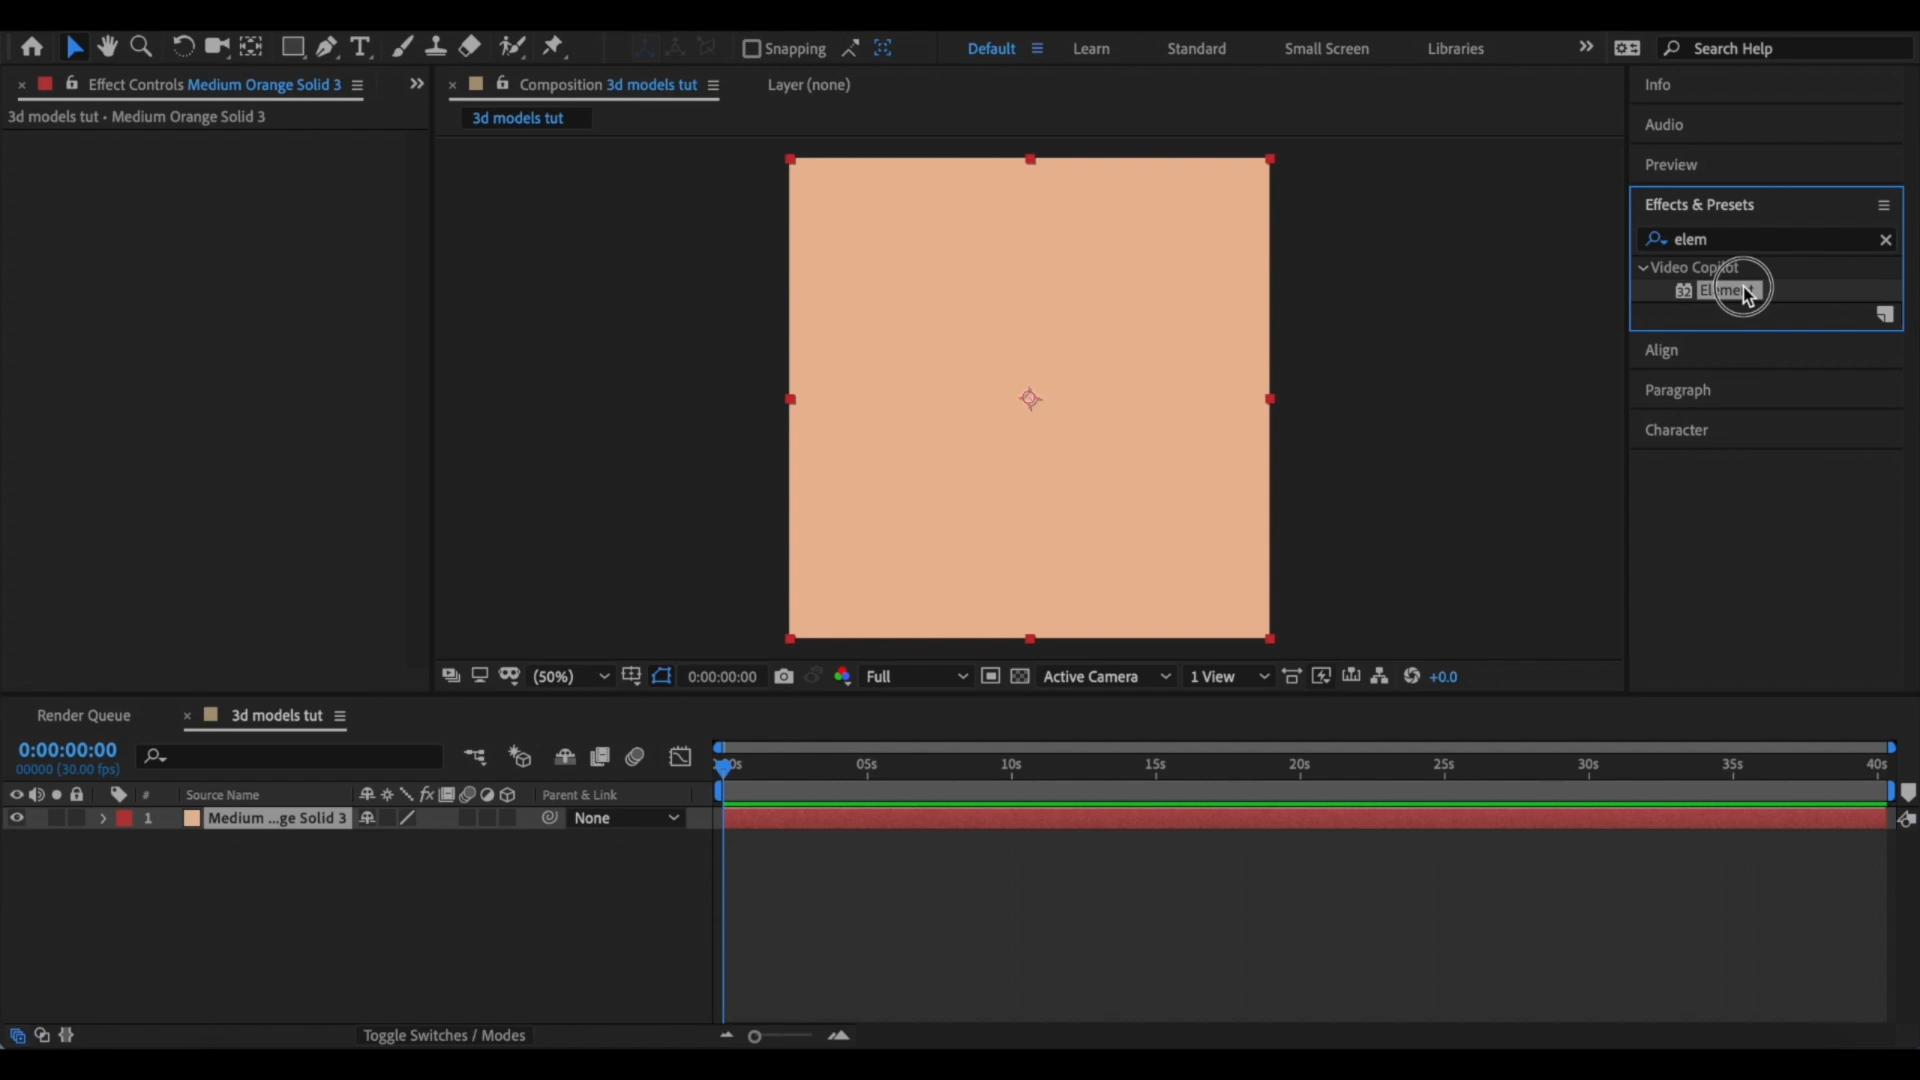 Snapping
Default
Learn
Standard
Small Screen
Libraries
Search Help
Effect Controls Medium Orange Solid 3
3d models tut • Medium Orange Solid 3
Composition 3d models tut
Layer (none)
3d models tut
Info
Audio
Preview
Effects & Presets
elem
Video Copilot
32 Element
Align
Paragraph
Character
(50%)
0:00:00:00
Full
Active Camera
1 View
+0.0
Render Queue
3d models tut
0:00:00:00
00000 (30.00 fps)
05s
10s
15s
20s
25s
30s
35s
40s
#
Source Name
fx
Parent & Link
1
Medium ...ge Solid 3
None
Toggle Switches / Modes